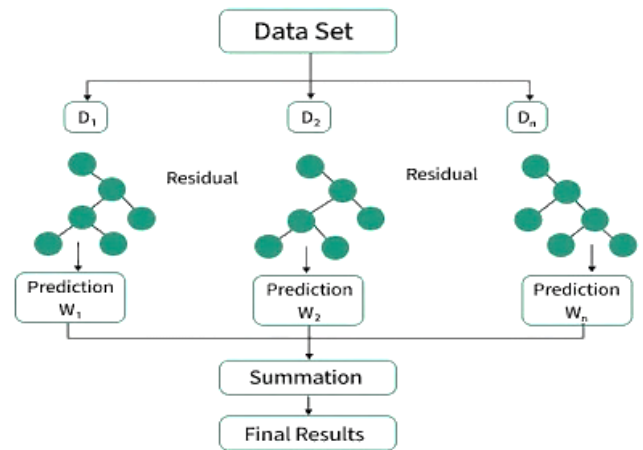 Data Set
D₁ D₂ Dₙ
Residual Residual
Prediction Prediction Prediction
W₁ W₂ Wₙ
Summation
Final Results